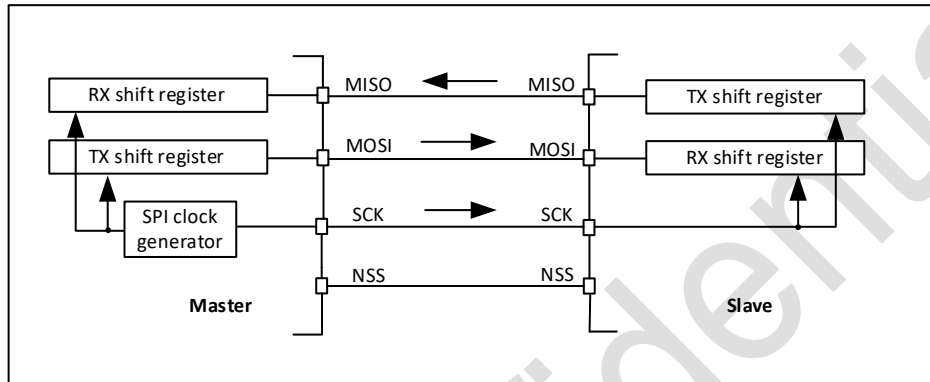 RX shift register
MISO
MISO
TX shift register
TX shift register
MOSI
MOSI
RX shift register
SPI clock
generator
SCK
SCK
NSS
NSS
Master
Slave